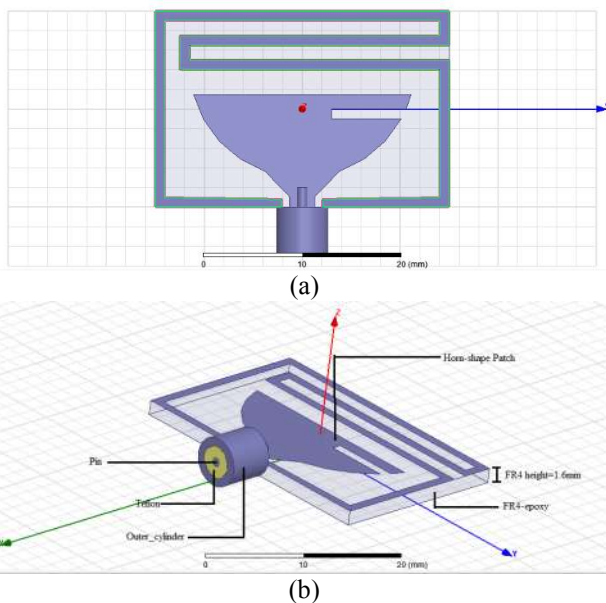 Z
0
10
20 (mm)
(a)
Z
Horn-shape Patch
FR4 height=1.6mm
Pin
Teflon
FR4-epoxy
Outer_cylinder
Y
0
10
20 (mm)
(b)